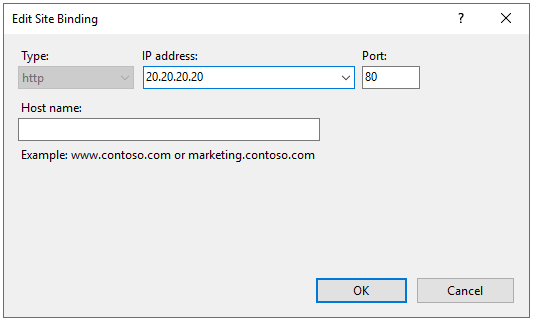 Edit Site Binding
?
Type: IP address: Port:
http 20.20.20.20 80
Host name:
Example: www.contoso.com or marketing.contoso.com
OK Cancel